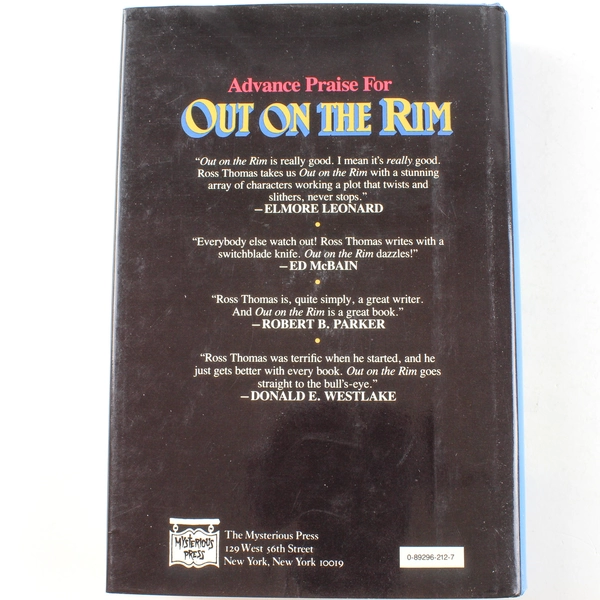 Advance Praise For
OUT ON THE RIM
“Out on the Rim is really good. I mean it's really good.
Ross Thomas takes us Out on the Rim with a stunning
array of characters working a plot that twists and
slithers, never stops.”
—ELMORE LEONARD
“Everybody else watch out! Ross Thomas writes with a
switchblade knife. Out on the Rim dazzles!”
—ED McBAIN
“Ross Thomas is, quite simply, a great writer.
And Out on the Rim is a great book.”
—ROBERT B. PARKER
“Ross Thomas was terrific when he started, and he
just gets better with every book. Out on the Rim goes
straight to the bull's-eye.”
—DONALD E. WESTLAKE
MYSTERIOUS
PRESS
The Mysterious Press
129 West 56th Street
New York, New York 10019
0-89296-212-7